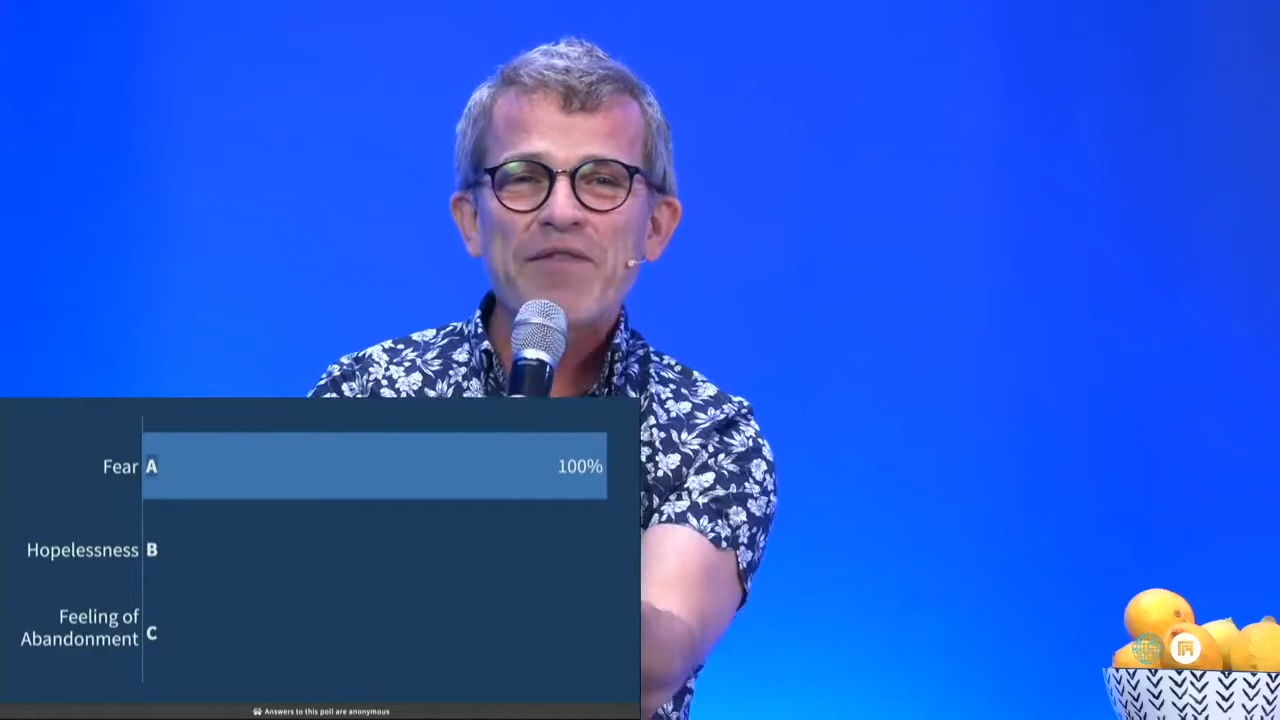 Fear A
100%
Hopelessness B
Feeling of
Abandonment C
Answers to this poll are anonymous